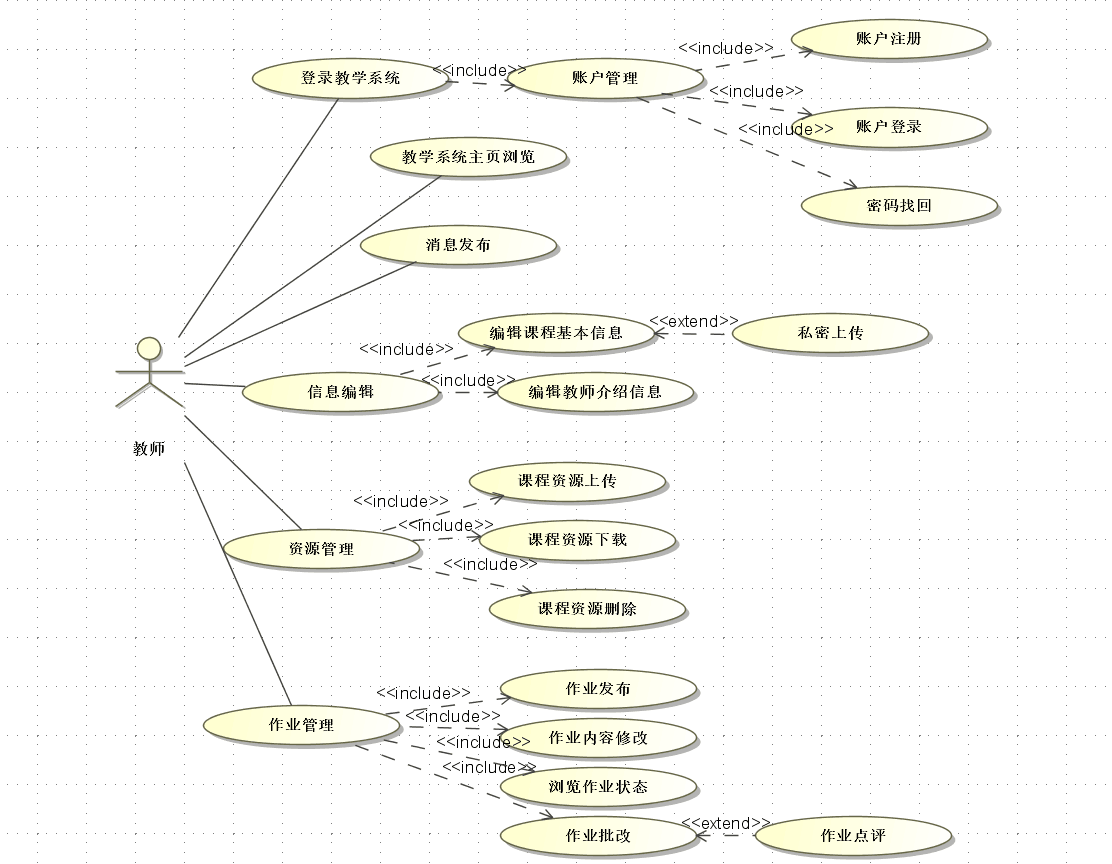 账户注册
<<include>>
登录教学系统
<<include>>
账户管理
<<include>>
<<include>>
账户登录
教学系统主页浏览
密码找回
消息发布
编辑课程基本信息
<<extend>>
私密上传
<<include>>
<<include>>
信息编辑
编辑教师介绍信息
教师
课程资源上传
<<include>>
<<include>>
课程资源下载
资源管理
<<include>>
课程资源删除
作业发布
<<include>>
<<include>>
作业管理
作业内容修改
<<include>>
<<include>>
浏览作业状态
作业批改
<<extend>>
作业点评